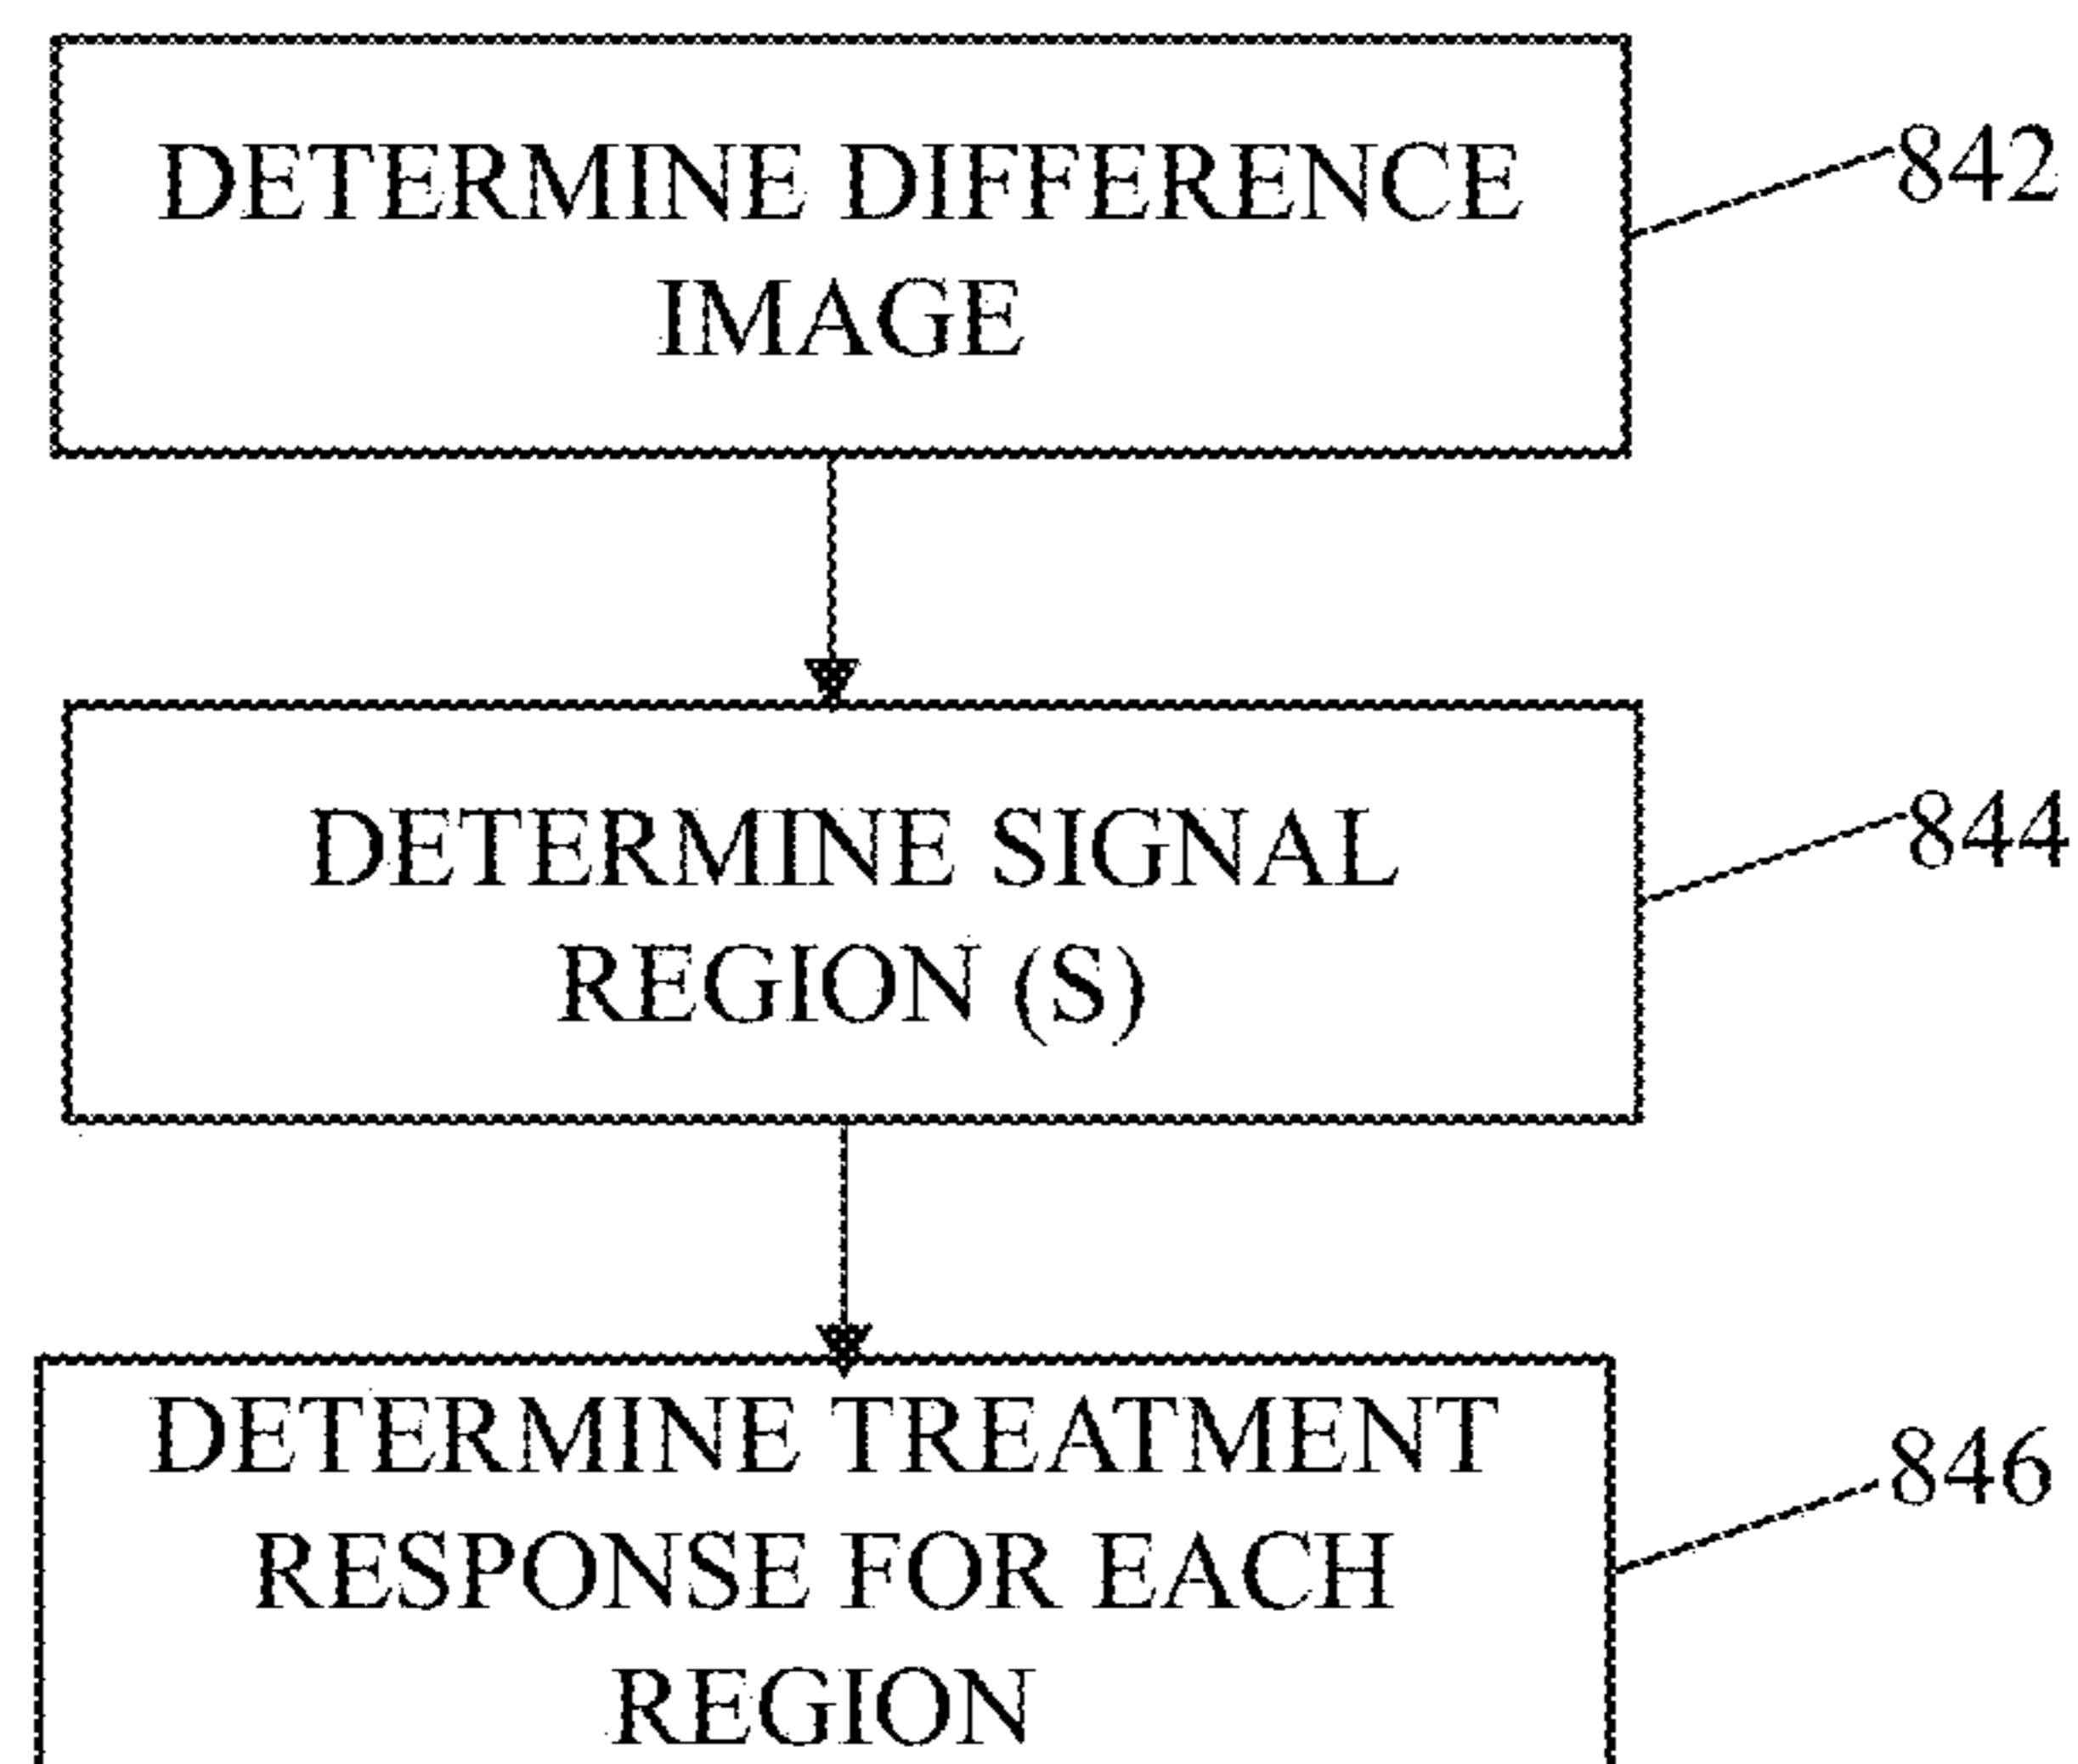 DETERMINE DIFFERENCE
IMAGE
842
DETERMINE SIGNAL
REGION (S)
844
DETERMINE TREATMENT
RESPONSE FOR EACH
REGION
846